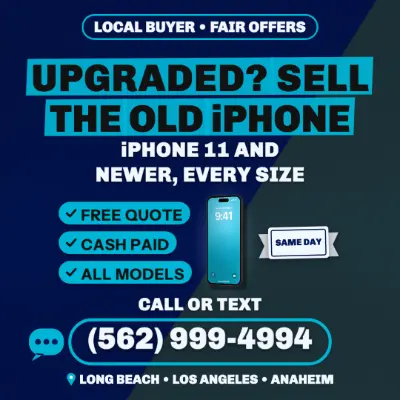 LOCAL BUYER • FAIR OFFERS
UPGRADED? SELL
THE OLD iPHONE
iPHONE 11 AND
NEWER, EVERY SIZE
✓ FREE QUOTE
✓ CASH PAID
✓ ALL MODELS
9:41
SAME DAY
CALL OR TEXT
(562) 999-4994
LONG BEACH • LOS ANGELES • ANAHEIM